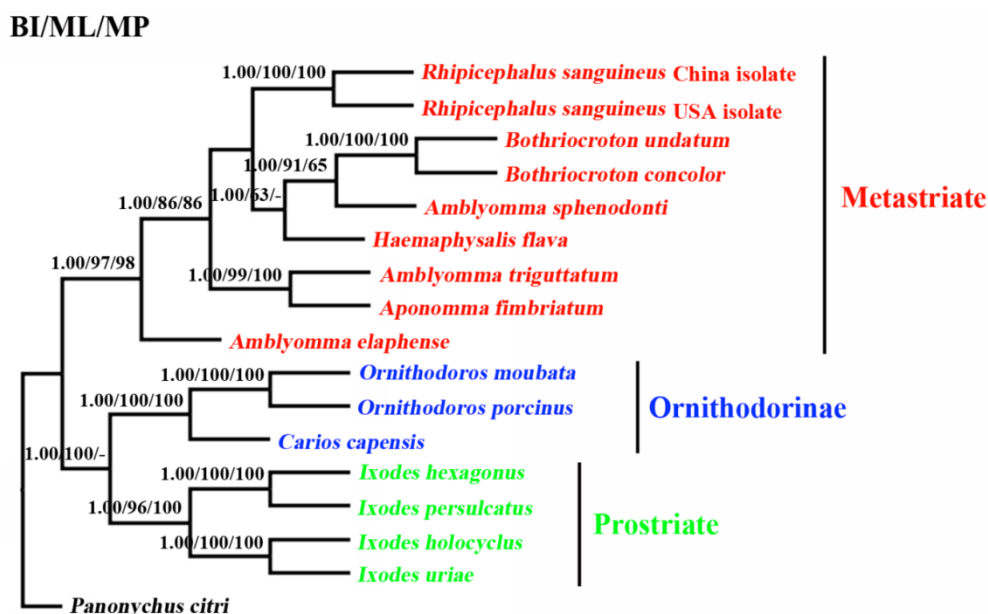 BI/ML/MP
1.00/100/100
Rhipicephalus sanguineus China isolate
Rhipicephalus sanguineus USA isolate
1.00/100/100
Bothriocroton undatum
1.00/91/65
Bothriocroton concolor
1.00/63/-
1.00/86/86
Amblyomma sphenodonti
Metastriate
Haemaphysalis flava
1.00/97/98
1.00/99/100
Amblyomma triguttatum
Aponomma fimbriatum
Amblyomma elaphense
1.00/100/100
Ornithodoros moubata
1.00/100/100
Ornithodoros porcinus
Ornithodorinae
Carios capensis
1.00/100/-
1.00/100/100
Ixodes hexagonus
1.00/96/100
Ixodes persulcatus
Prostriate
1.00/100/100
Ixodes holocyclus
Ixodes uriae
Panonychus citri